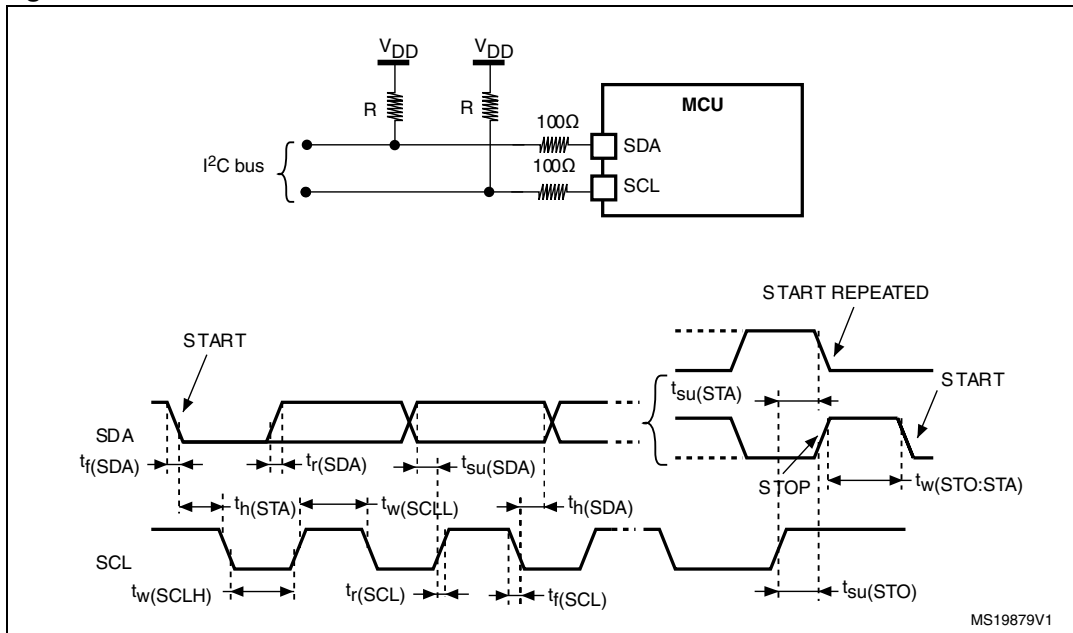 VDD VDD
R R
MCU
100Ω
SDA
100Ω
SCL
I²C bus
START REPEATED
START
START
tsu(STA)
SDA
tf(SDA)
tr(SDA)
tsu(SDA)
STOP
tw(STO:STA)
th(STA)
tw(SCLL)
th(SDA)
SCL
tw(SCLH)
tr(SCL)
tf(SCL)
tsu(STO)
MS19879V1